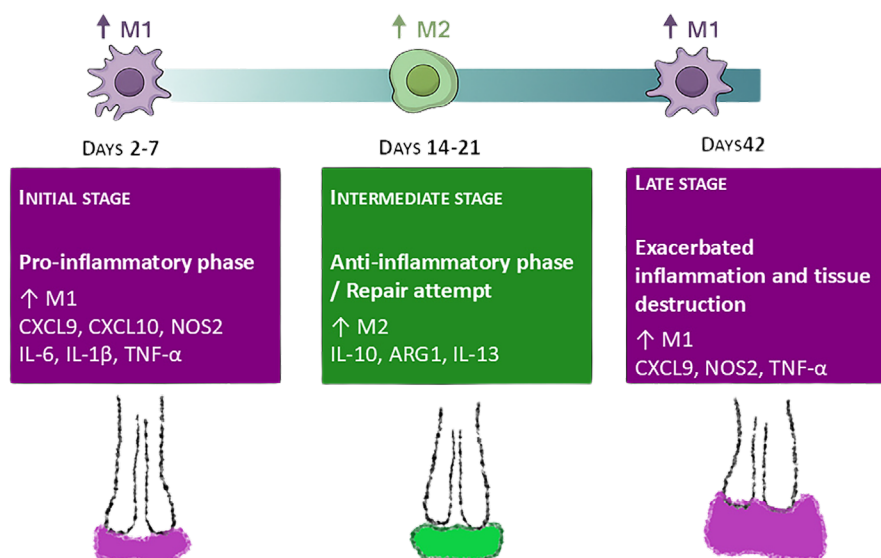 ↑ M1
↑ M2
↑ M1
DAYS 2-7
DAYS 14-21
DAYS42
INITIAL STAGE
Pro-inflammatory phase
↑ M1
CXCL9, CXCL10, NOS2
IL-6, IL-1β, TNF-α
INTERMEDIATE STAGE
Anti-inflammatory phase
/ Repair attempt
↑ M2
IL-10, ARG1, IL-13
LATE STAGE
Exacerbated
inflammation and tissue
destruction
↑ M1
CXCL9, NOS2, TNF-α